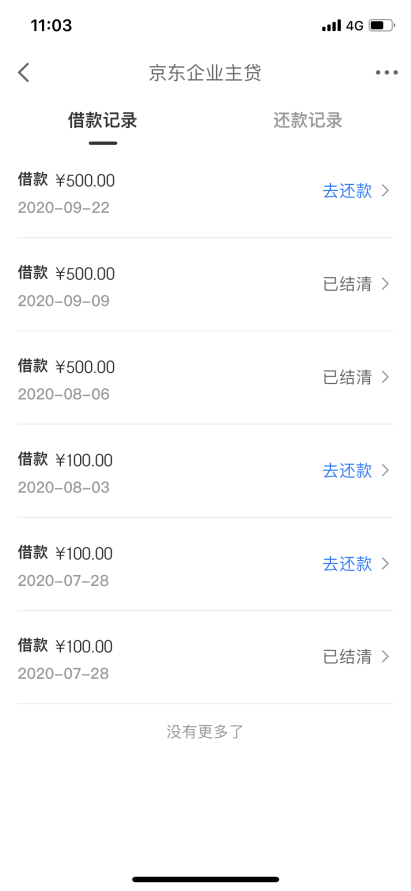 11:03
4G
京东企业主贷
借款记录
还款记录
借款 ¥500.00
去还款
2020-09-22
借款 ¥500.00
已结清
2020-09-09
借款 ¥500.00
已结清
2020-08-06
借款 ¥100.00
去还款
2020-08-03
借款 ¥100.00
去还款
2020-07-28
借款 ¥100.00
已结清
2020-07-28
没有更多了